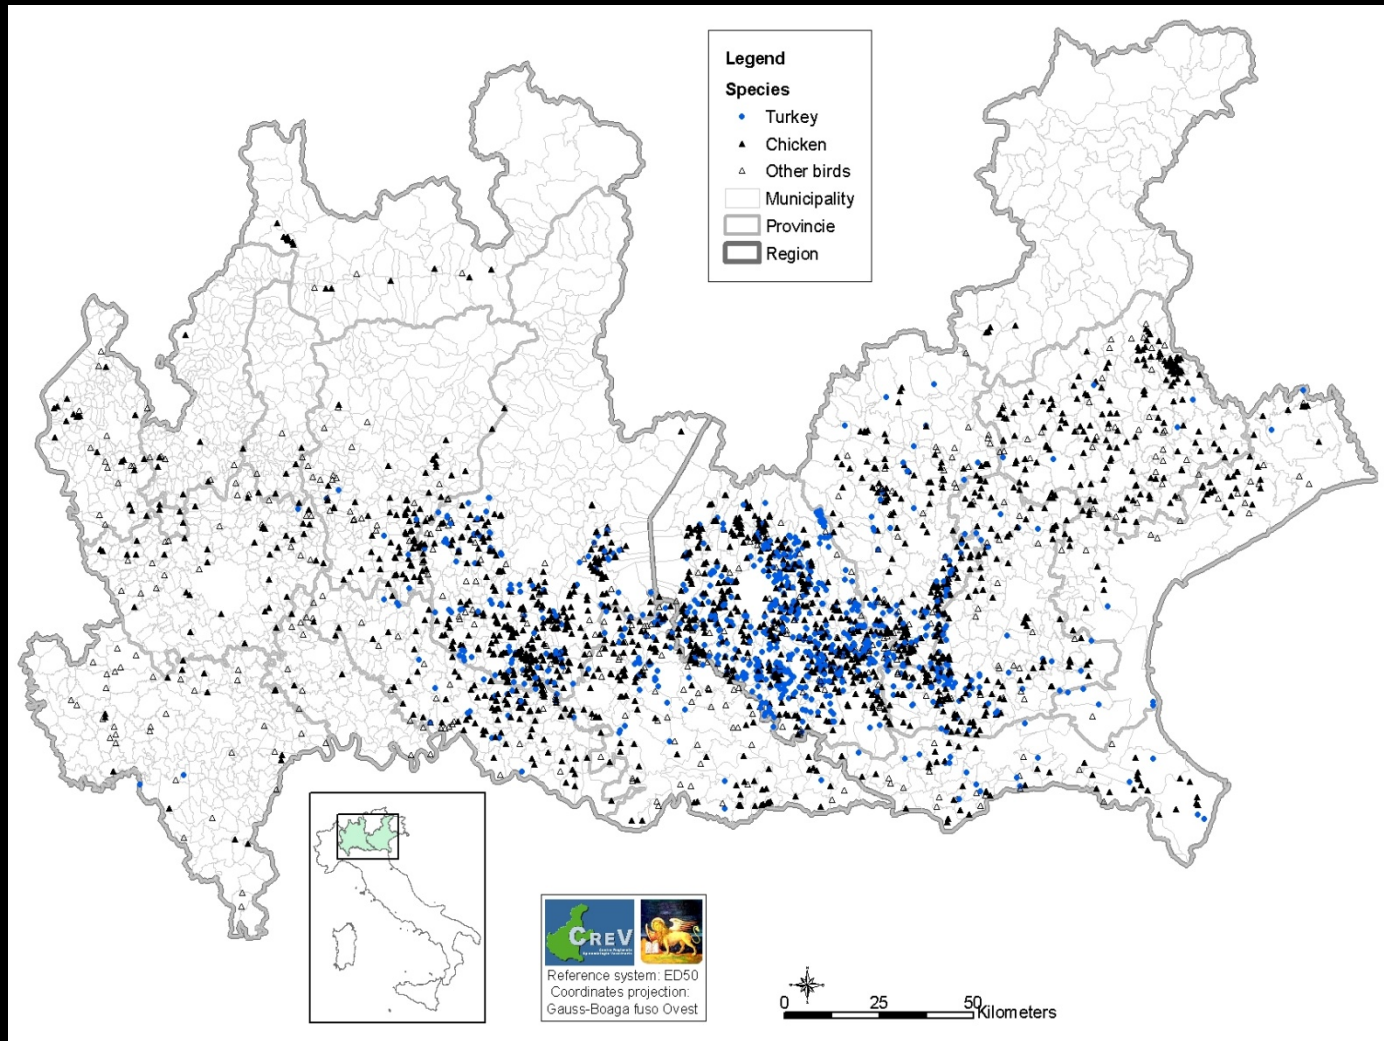 Legend
Species
Turkey
Chicken
Other birds
Municipality
Provincie
Region
CREV
Reference system: ED50
Coordinates projection:
Gauss-Boaga fuso Ovest
0 25 50 Kilometers